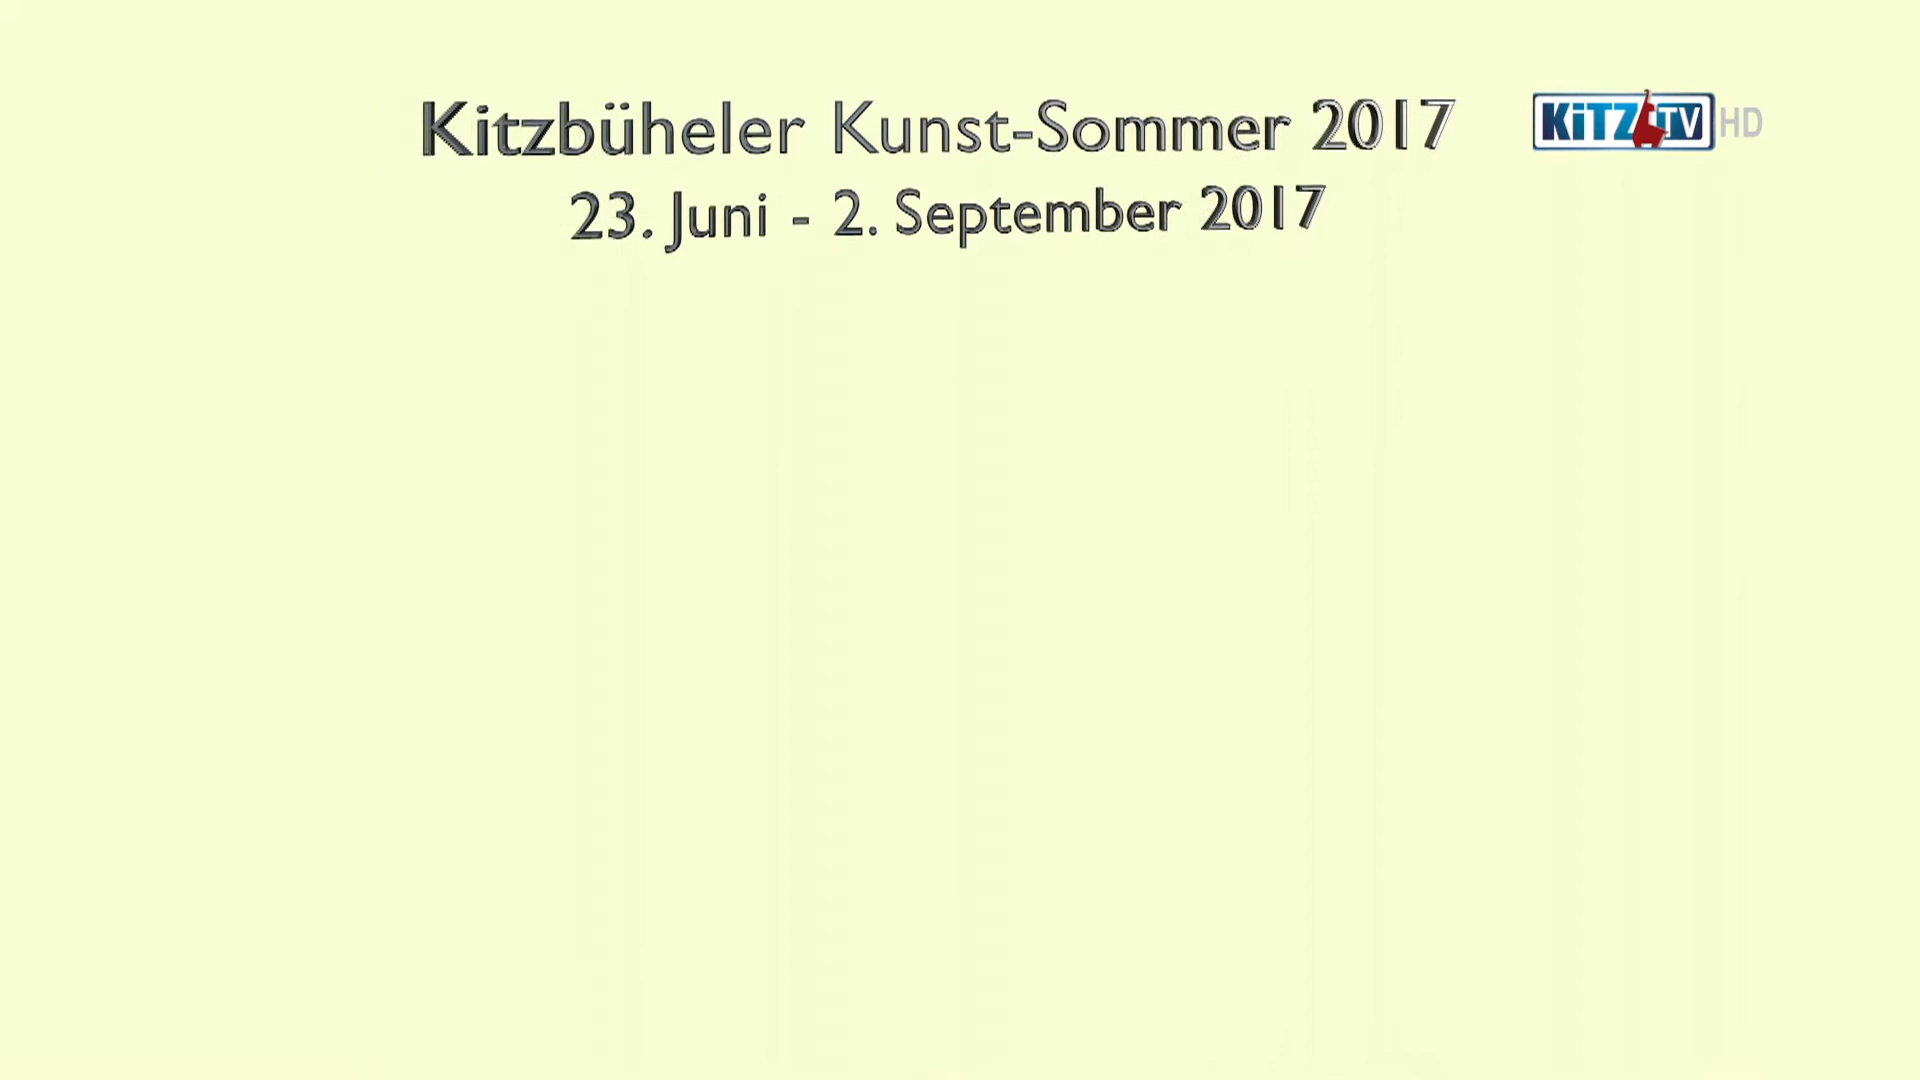 Kitzbüheler Kunst-Sommer 2017
KiTZ TV HD
23. Juni - 2. September 2017